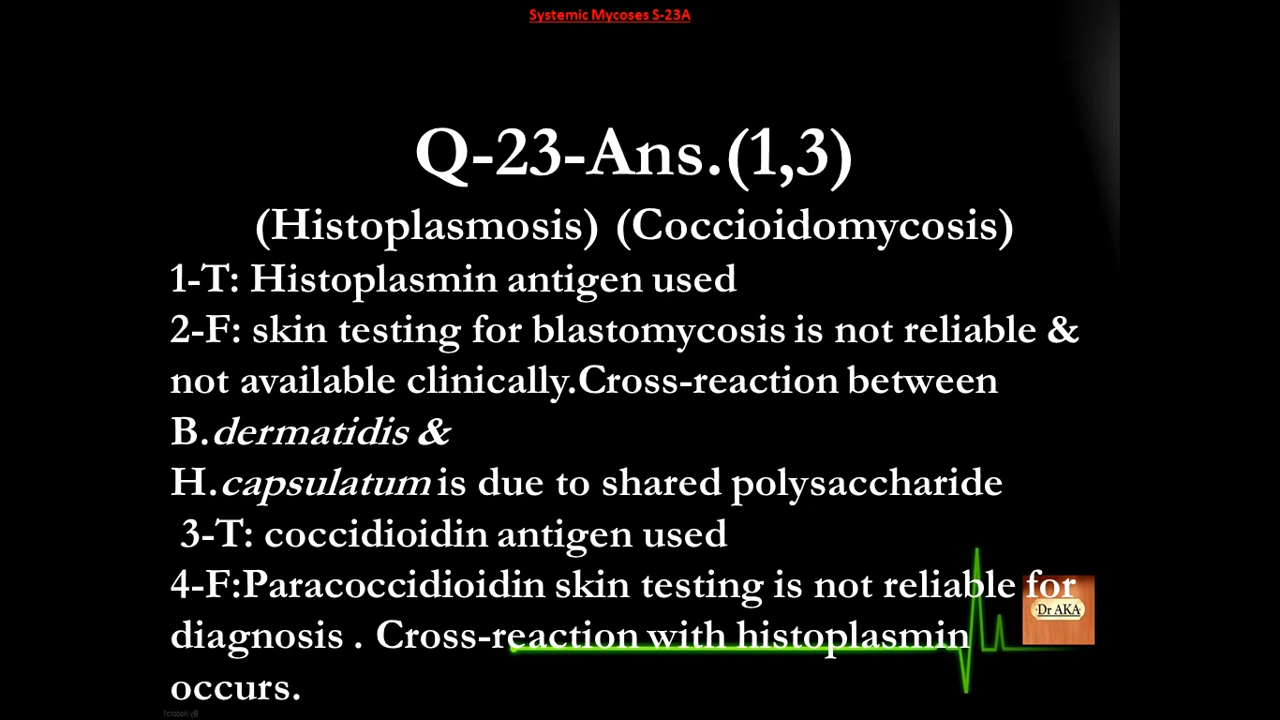 Systemic Mycoses S-23A
Q-23-Ans.(1,3)
(Histoplasmosis) (Coccioidomycosis)
1-T: Histoplasmin antigen used
2-F: skin testing for blastomycosis is not reliable &
not available clinically.Cross-reaction between
B.dermatidis &
H.capsulatum is due to shared polysaccharide
3-T: coccidioidin antigen used
4-F:Paracoccidioidin skin testing is not reliable for
diagnosis . Cross-reaction with histoplasmin
occurs.
Dr AKA